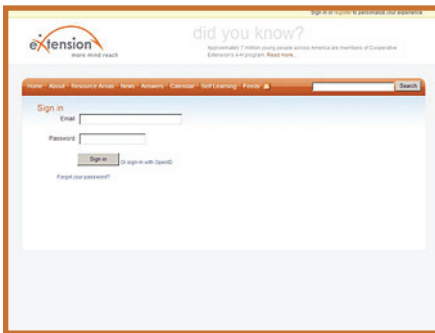 Sign in or register to personalize your experience.
eXtension
more mind reach
did you know?
Approximately 7 million young people across America are members of Cooperative
Extension's 4-H program. Read more...
Home About Resource Areas News Answers Calendar Self Learning Feeds
Search
Sign in
Email
Password
Sign in
Or sign-in with OpenID
Forgot your password?